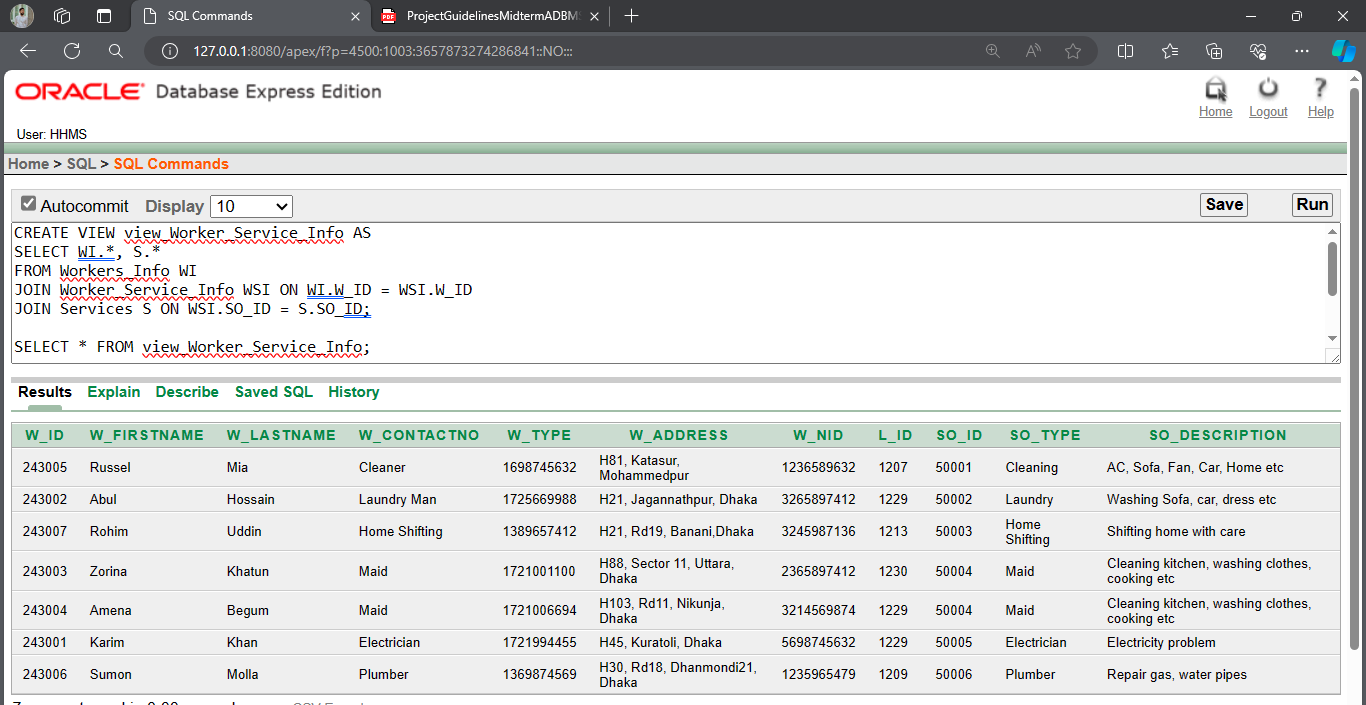 SQL Commands
ProjectGuidelinesMidtermADBMS
127.0.0.1:8080/apex/f?p=4500:1003:3657873274286841::NO:::
ORACLE Database Express Edition
Home Logout Help
User: HHMS
Home > SQL > SQL Commands
Autocommit Display 10 Save Run
CREATE VIEW view_Worker_Service_Info AS
SELECT WI.*, S.*
FROM Workers_Info WI
JOIN Worker_Service_Info WSI ON WI.W_ID = WSI.W_ID
JOIN Services S ON WSI.SO_ID = S.SO_ID;
SELECT * FROM view_Worker_Service_Info;
Results Explain Describe Saved SQL History
W_ID W_FIRSTNAME W_LASTNAME W_CONTACTNO W_TYPE W_ADDRESS W_NID L_ID SO_ID SO_TYPE SO_DESCRIPTION
243005 Russel Mia Cleaner 1698745632 H81, Katasur, Mohammedpur 1236589632 1207 50001 Cleaning AC, Sofa, Fan, Car, Home etc
243002 Abul Hossain Laundry Man 1725669988 H21, Jagannathpur, Dhaka 3265897412 1229 50002 Laundry Washing Sofa, car, dress etc
243007 Rohim Uddin Home Shifting 1389657412 H21, Rd19, Banani,Dhaka 3245987136 1213 50003 Home Shifting Shifting home with care
243003 Zorina Khatun Maid 1721001100 H88, Sector 11, Uttara, Dhaka 2365897412 1230 50004 Maid Cleaning kitchen, washing clothes, cooking etc
243004 Amena Begum Maid 1721006694 H103, Rd11, Nikunja, Dhaka 3214569874 1229 50004 Maid Cleaning kitchen, washing clothes, cooking etc
243001 Karim Khan Electrician 1721994455 H45, Kuratoli, Dhaka 5698745632 1229 50005 Electrician Electricity problem
243006 Sumon Molla Plumber 1369874569 H30, Rd18, Dhanmondi21, Dhaka 1235965479 1209 50006 Plumber Repair gas, water pipes